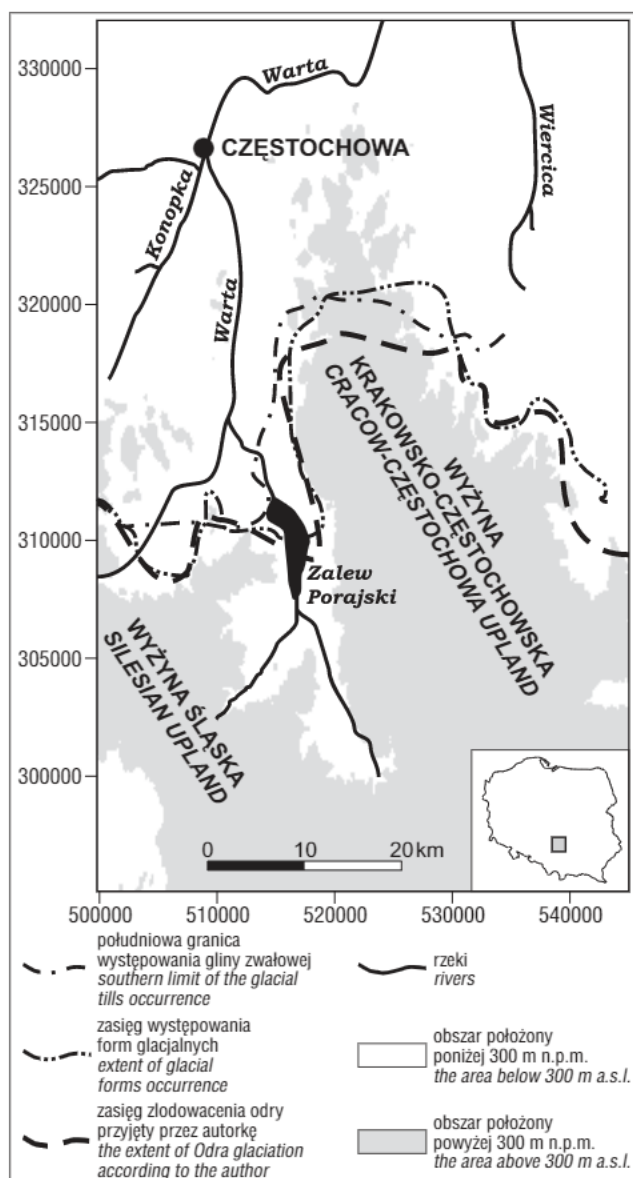 330000
325000
320000
315000
310000
305000
300000
Warta
Wiercica
CZĘSTOCHOWA
Konopka
Warta
WYŻYNA
KRAKOWSKO-CZĘSTOCHOWSKA
CRACOW-CZĘSTOCHOWA UPLAND
Zalew
Porajski
WYŻYNA ŚLĄSKA
SILESIAN UPLAND
0 10 20 km
500000 510000 520000 530000 540000
południowa granica
występowania gliny zwałowej
southern limit of the glacial
tills occurrence
zasięg występowania
form glacjalnych
extent of glacial
forms occurrence
zasięg zlodowacenia odry
przyjęty przez autorkę
the extent of Odra glaciation
according to the author
rzeki
rivers
obszar położony
poniżej 300 m n.p.m.
the area below 300 m a.s.l.
obszar położony
powyżej 300 m n.p.m.
the area above 300 m a.s.l.